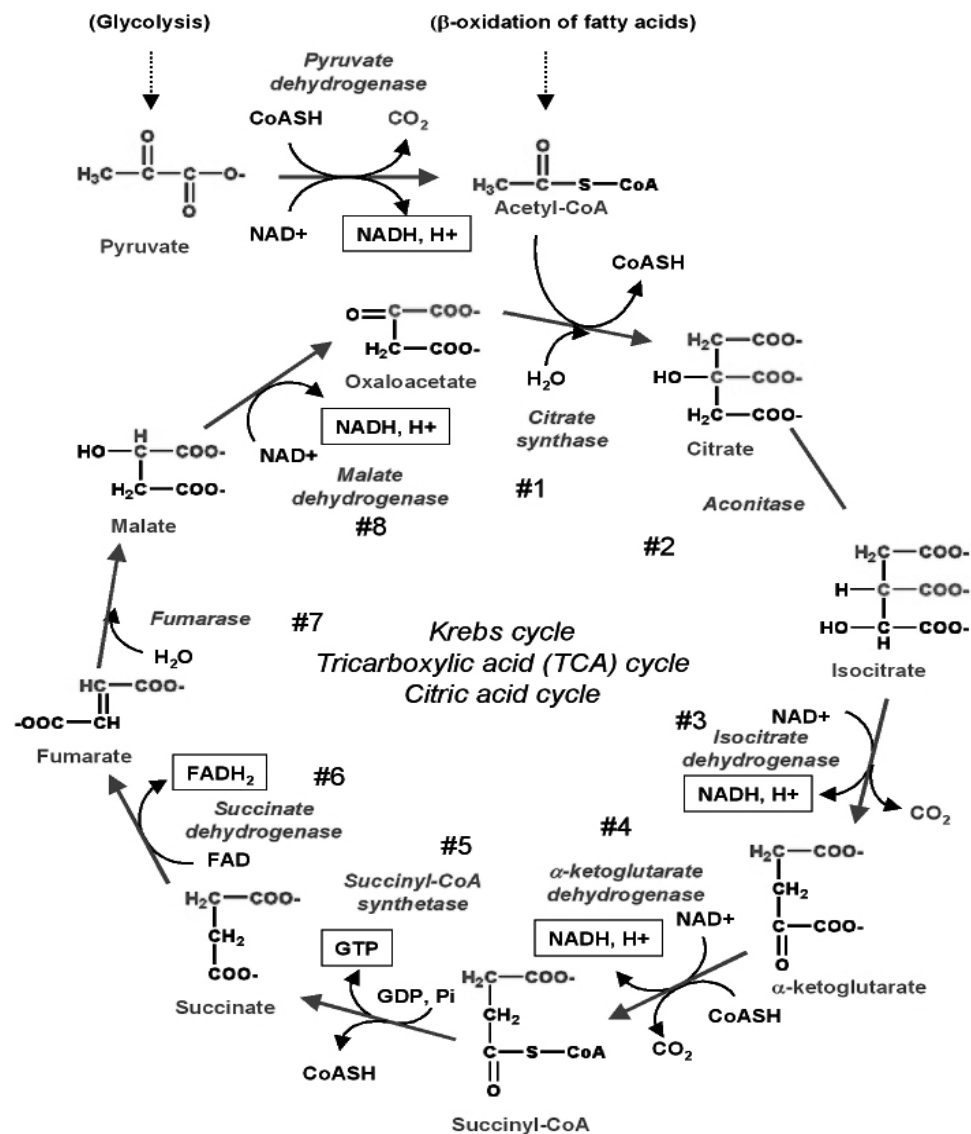 (Glycolysis)
(β-oxidation of fatty acids)
Pyruvate
dehydrogenase
CoASH
CO2
O
H3C—C—C—O-
O
Pyruvate
NAD+
NADH, H+
O
H3C—C—S—CoA
Acetyl-CoA
CoASH
O=C—COO-
H2C—COO-
Oxaloacetate
H2O
Citrate
synthase
#1
H2C—COO-
HO—C—COO-
H2C—COO-
Citrate
Aconitase
#2
H2C—COO-
H—C—COO-
HO—C—COO-
H
Isocitrate
#3
NAD+
Isocitrate
dehydrogenase
NADH, H+
CO2
H2C—COO-
CH2
C—COO-
O
α-ketoglutarate
#4
α-ketoglutarate
dehydrogenase
NAD+
NADH, H+
CoASH
CO2
H2C—COO-
CH2
C—S—CoA
O
Succinyl-CoA
#5
Succinyl-CoA
synthetase
GTP
GDP, Pi
CoASH
H2C—COO-
CH2
COO-
Succinate
#6
FADH2
Succinate
dehydrogenase
FAD
HC—COO-
-OOC—CH
Fumarate
#7
Fumarase
H2O
H
HO—C—COO-
H2C—COO-
Malate
NADH, H+
NAD+
Malate
dehydrogenase
#8
Krebs cycle
Tricarboxylic acid (TCA) cycle
Citric acid cycle